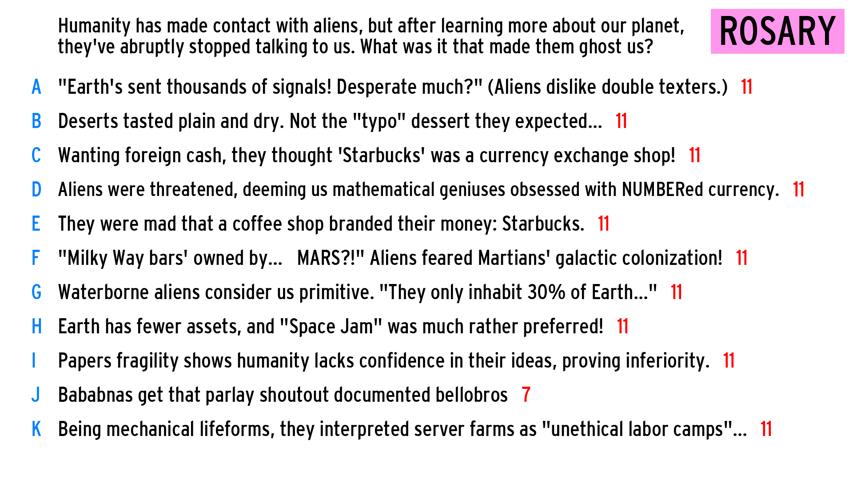 Humanity has made contact with aliens, but after learning more about our planet,
they've abruptly stopped talking to us. What was it that made them ghost us?
ROSARY
A "Earth's sent thousands of signals! Desperate much?" (Aliens dislike double texters.) 11
B Deserts tasted plain and dry. Not the "typo" dessert they expected... 11
C Wanting foreign cash, they thought 'Starbucks' was a currency exchange shop! 11
D Aliens were threatened, deeming us mathematical geniuses obsessed with NUMBERed currency. 11
E They were mad that a coffee shop branded their money: Starbucks. 11
F "Milky Way bars' owned by... MARS?!" Aliens feared Martians' galactic colonization! 11
G Waterborne aliens consider us primitive. "They only inhabit 30% of Earth..." 11
H Earth has fewer assets, and "Space Jam" was much rather preferred! 11
I Papers fragility shows humanity lacks confidence in their ideas, proving inferiority. 11
J Bababnas get that parlay shoutout documented bellobros 7
K Being mechanical lifeforms, they interpreted server farms as "unethical labor camps"... 11